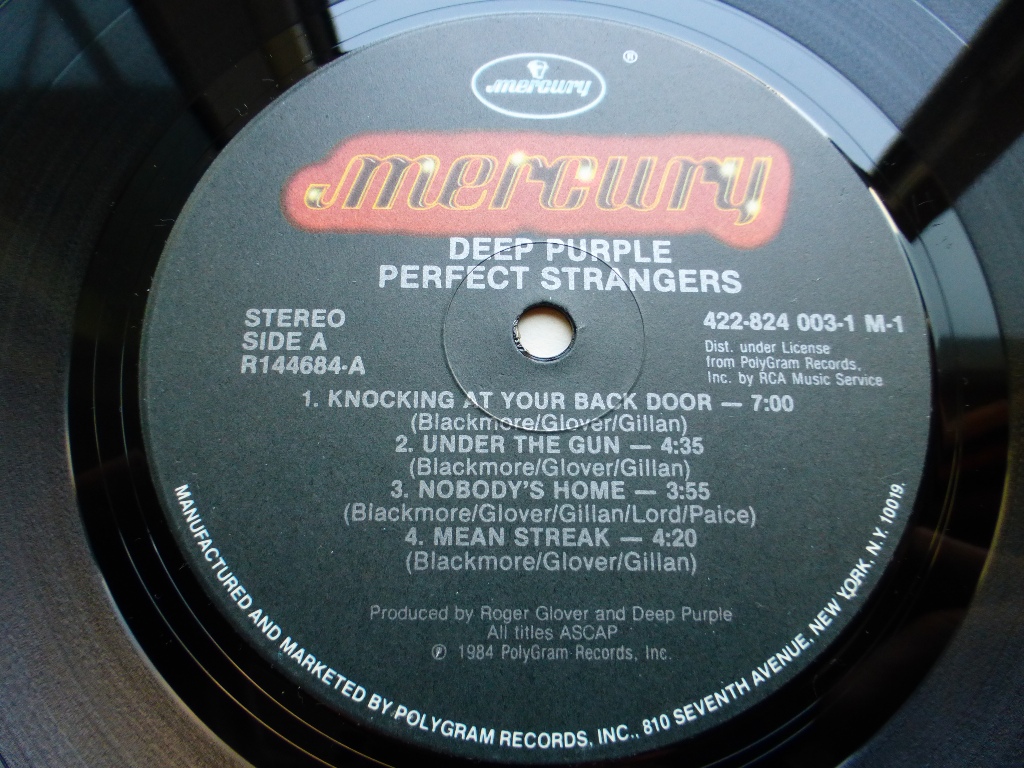 mercury
®
mercury
DEEP PURPLE
PERFECT STRANGERS
STEREO
SIDE A
R144684-A
422-824 003-1 M-1
Dist. under License
from PolyGram Records,
Inc. by RCA Music Service
1. KNOCKING AT YOUR BACK DOOR — 7:00
(Blackmore/Glover/Gillan)
2. UNDER THE GUN — 4:35
(Blackmore/Glover/Gillan)
3. NOBODY'S HOME — 3:55
(Blackmore/Glover/Gillan/Lord/Paice)
4. MEAN STREAK — 4:20
(Blackmore/Glover/Gillan)
Produced by Roger Glover and Deep Purple
All titles ASCAP
℗ 1984 PolyGram Records, Inc.
MANUFACTURED AND MARKETED BY POLYGRAM RECORDS, INC., 810 SEVENTH AVENUE, NEW YORK, N.Y. 10019.